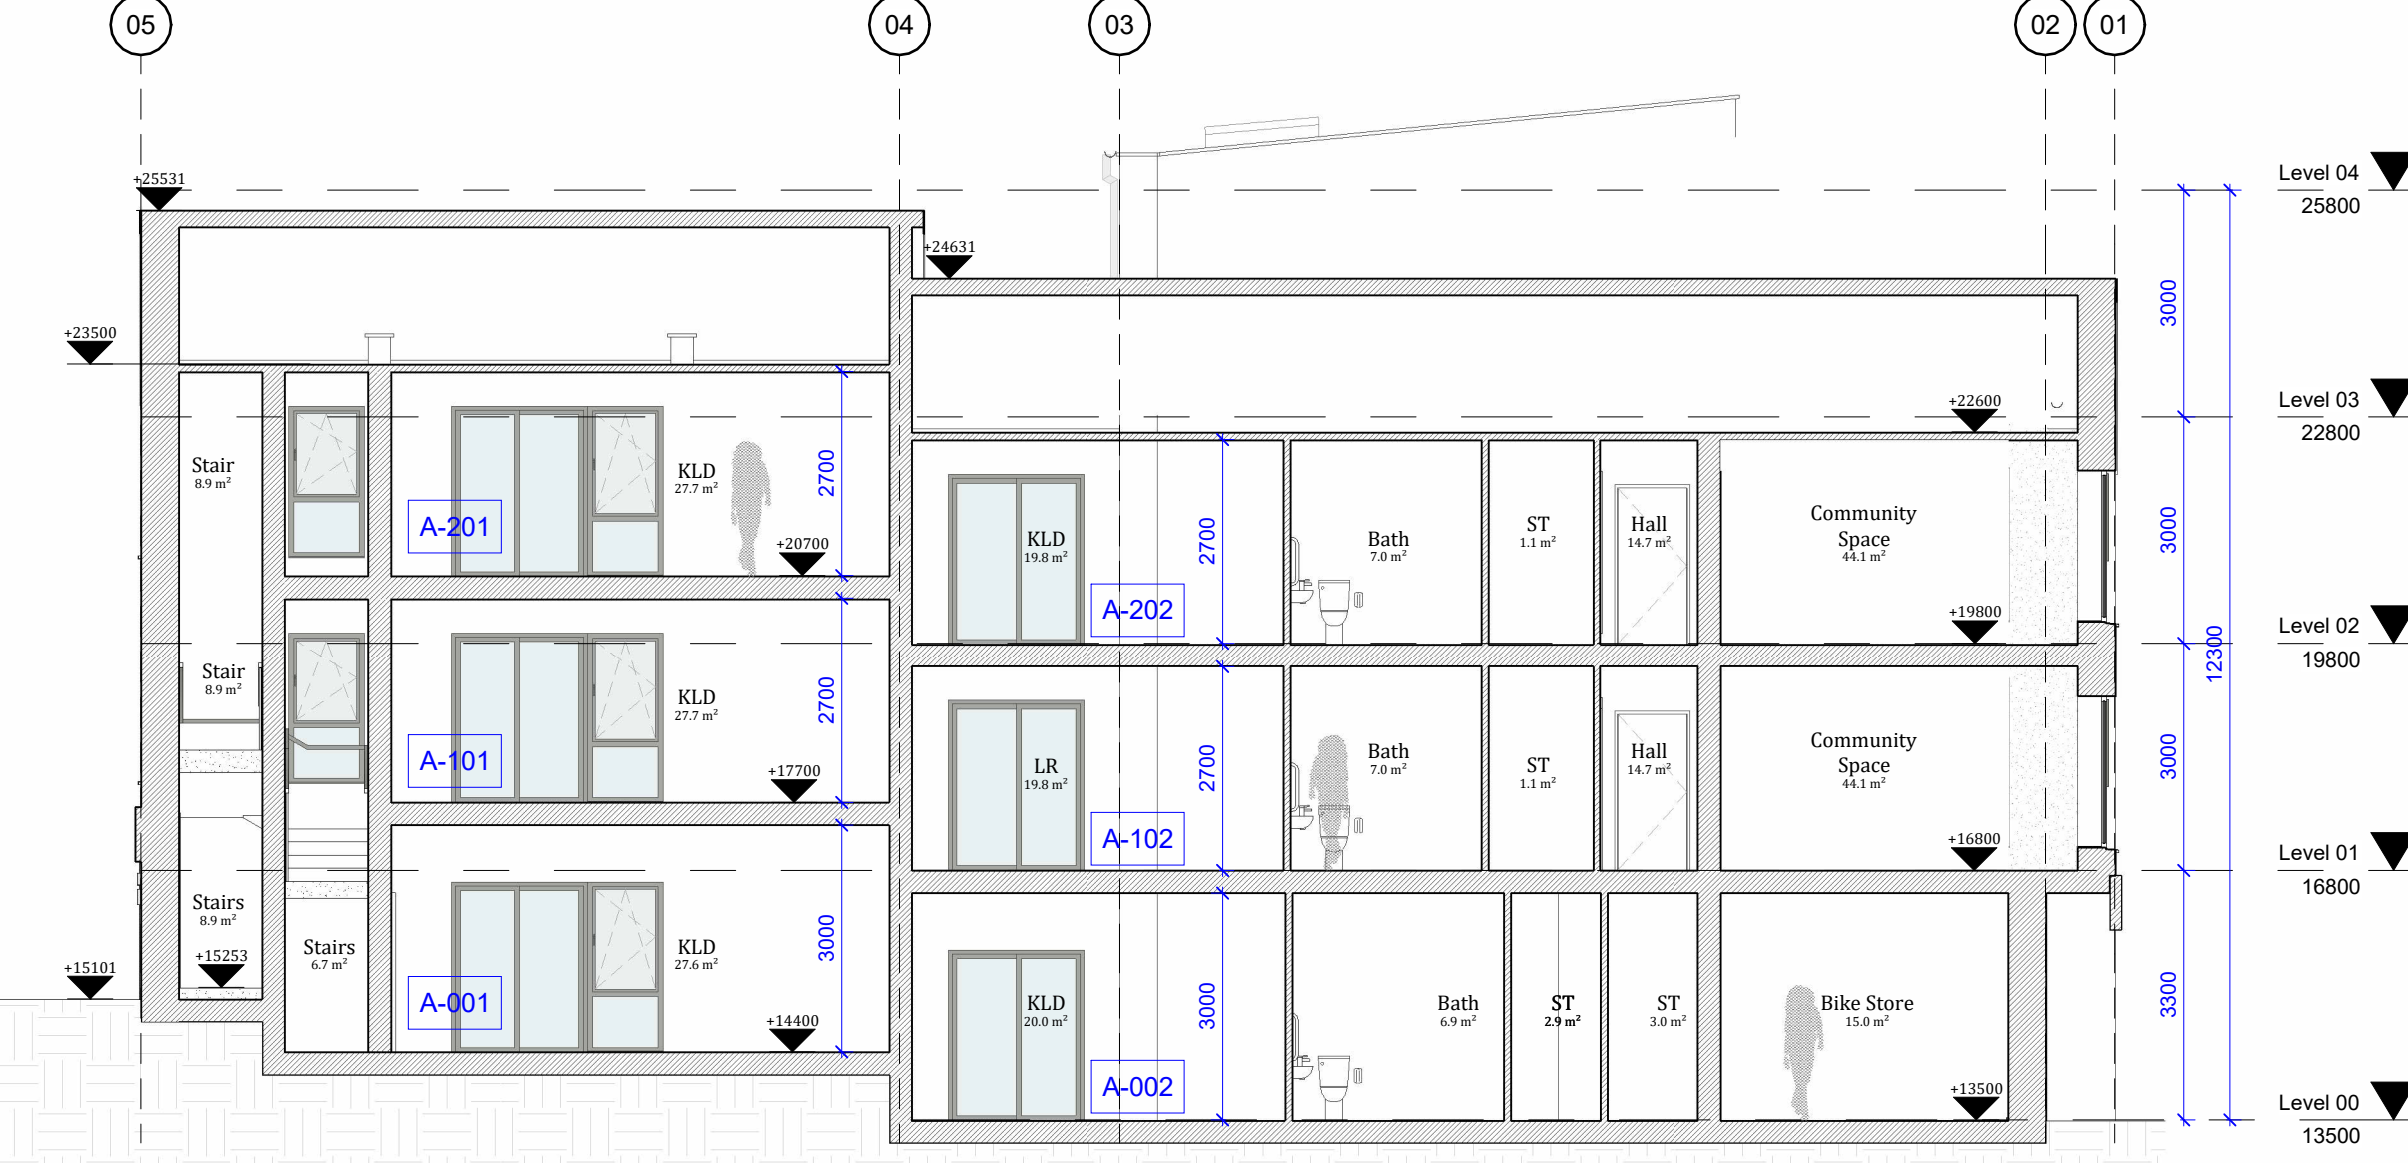 05
04
03
02
01
Level 04
25800
+25531
+24631
3000
+23500
Level 03
22800
+22600
Stair
8.9 m²
A-201
KLD
27.7 m²
2700
+20700
KLD
19.8 m²
A-202
2700
Bath
7.0 m²
ST
1.1 m²
Hall
14.7 m²
Community
Space
44.1 m²
+19800
3000
Level 02
19800
12300
Stair
8.9 m²
A-101
KLD
27.7 m²
2700
+17700
LR
19.8 m²
A-102
2700
Bath
7.0 m²
ST
1.1 m²
Hall
14.7 m²
Community
Space
44.1 m²
+16800
3000
Level 01
16800
Stairs
8.9 m²
+15253
+15101
Stairs
6.7 m²
A-001
KLD
27.6 m²
3000
+14400
KLD
20.0 m²
A-002
3000
Bath
6.9 m²
ST
2.9 m²
ST
3.0 m²
Bike Store
15.0 m²
+13500
3300
Level 00
13500